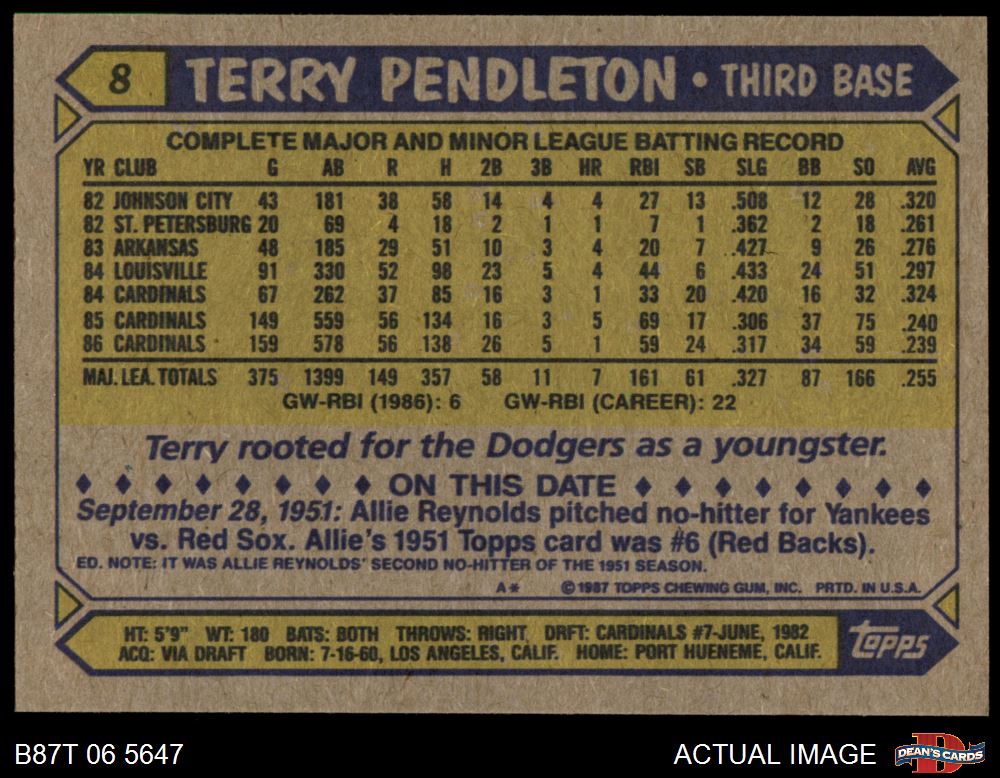 8 TERRY PENDLETON • THIRD BASE
COMPLETE MAJOR AND MINOR LEAGUE BATTING RECORD
YR CLUB G AB R H 2B 3B HR RBI SB SLG BB SO AVG
82 JOHNSON CITY 43 181 38 58 14 4 4 27 13 .508 12 28 .320
82 ST. PETERSBURG 20 69 4 18 2 1 1 7 1 .362 2 18 .261
83 ARKANSAS 48 185 29 51 10 3 4 20 7 .427 9 26 .276
84 LOUISVILLE 91 330 52 98 23 5 4 44 6 .433 24 51 .297
84 CARDINALS 67 262 37 85 16 3 1 33 20 .420 16 32 .324
85 CARDINALS 149 559 56 134 16 3 5 69 17 .306 37 75 .240
86 CARDINALS 159 578 56 138 26 5 1 59 24 .317 34 59 .239
MAJ. LEA. TOTALS 375 1399 149 357 58 11 7 161 61 .327 87 166 .255
GW-RBI (1986): 6 GW-RBI (CAREER): 22
Terry rooted for the Dodgers as a youngster.
♦ ♦ ♦ ♦ ♦ ♦ ♦ ♦ ON THIS DATE ♦ ♦ ♦ ♦ ♦ ♦ ♦ ♦
September 28, 1951: Allie Reynolds pitched no-hitter for Yankees
vs. Red Sox. Allie's 1951 Topps card was #6 (Red Backs).
ED. NOTE: IT WAS ALLIE REYNOLDS' SECOND NO-HITTER OF THE 1951 SEASON.
A* ©1987 TOPPS CHEWING GUM, INC. PRTD. IN U.S.A.
HT: 5'9" WT: 180 BATS: BOTH THROWS: RIGHT DRFT: CARDINALS #7-JUNE, 1982
ACQ: VIA DRAFT BORN: 7-16-60, LOS ANGELES, CALIF. HOME: PORT HUENEME, CALIF.
Topps
B87T 06 5647 ACTUAL IMAGE D DEAN'S CARDS